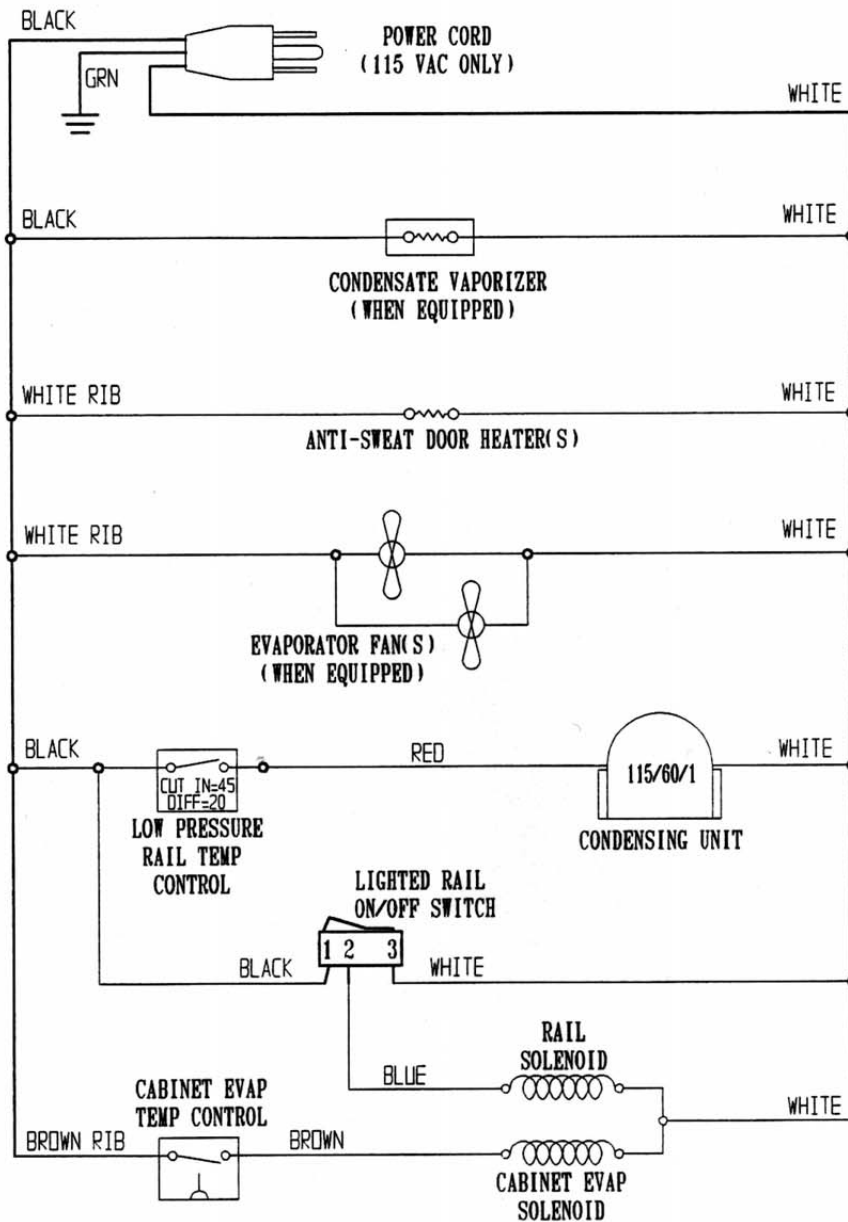 BLACK
POWER CORD
(115 VAC ONLY)
GRN
WHITE
BLACK
WHITE
CONDENSATE VAPORIZER
(WHEN EQUIPPED)
WHITE RIB
WHITE
ANTI-SWEAT DOOR HEATER(S)
WHITE RIB
WHITE
EVAPORATOR FAN(S)
(WHEN EQUIPPED)
BLACK
RED
WHITE
CUT IN=45
DIFF=20
115/60/1
LOW PRESSURE
RAIL TEMP
CONTROL
CONDENSING UNIT
LIGHTED RAIL
ON/OFF SWITCH
1 2 3
BLACK
WHITE
RAIL
SOLENOID
BLUE
CABINET EVAP
TEMP CONTROL
WHITE
BROWN RIB
BROWN
CABINET EVAP
SOLENOID